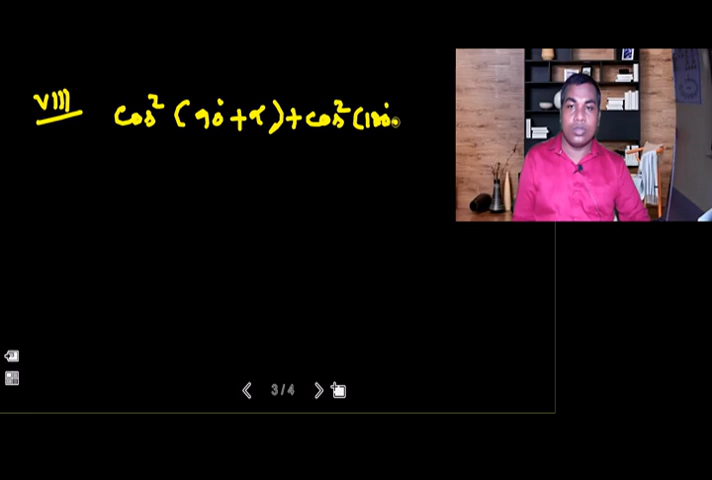 VIII cos² (90° + α) + cos² (180°
3 / 4